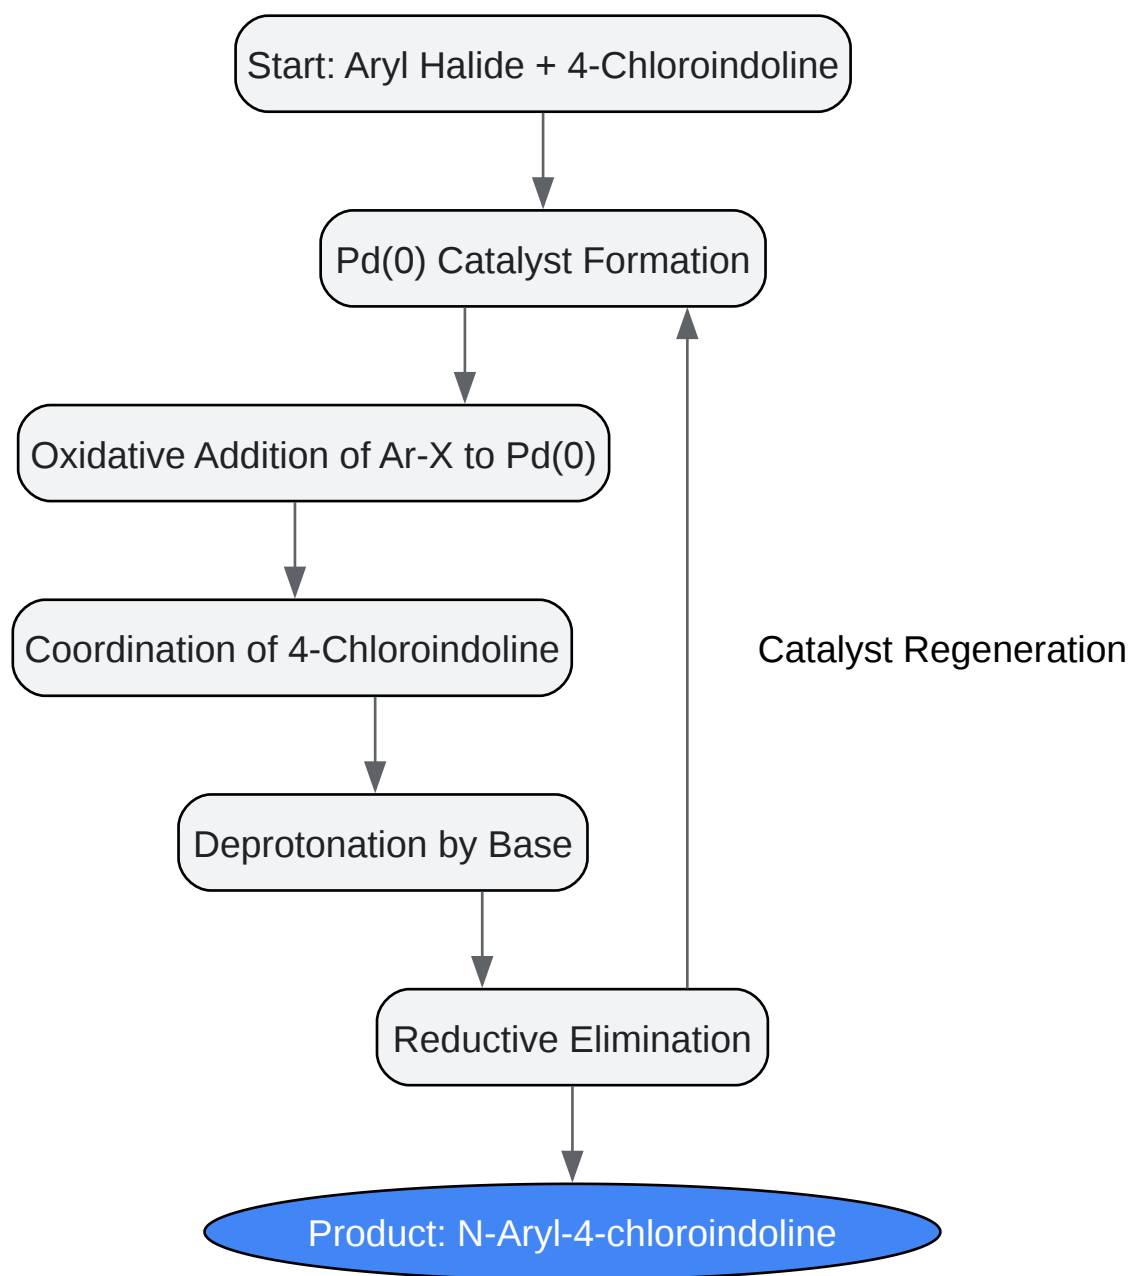 Start: Aryl Halide + 4-Chloroindoline
Pd(0) Catalyst Formation
Oxidative Addition of Ar-X to Pd(0)
Coordination of 4-Chloroindoline
Catalyst Regeneration
Deprotonation by Base
Reductive Elimination
Product: N-Aryl-4-chloroindoline